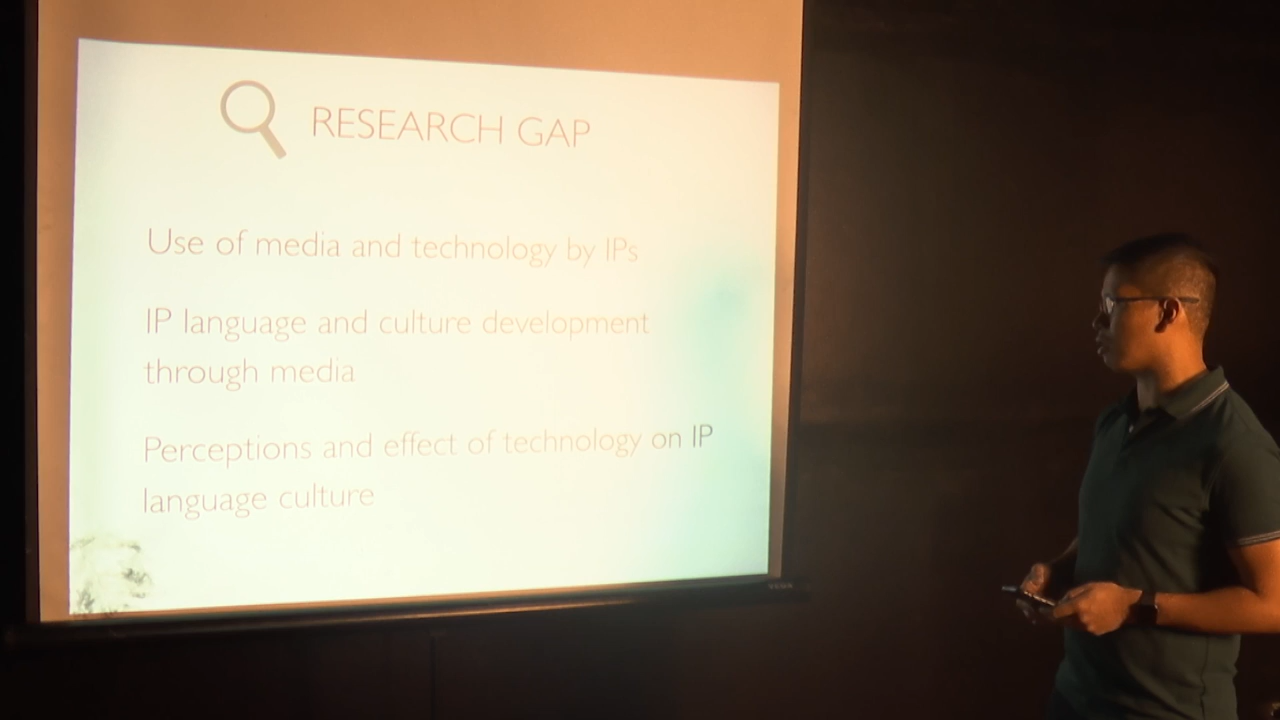 RESEARCH GAP
Use of media and technology by IPs
IP language and culture development
through media
Perceptions and effect of technology on IP
language culture